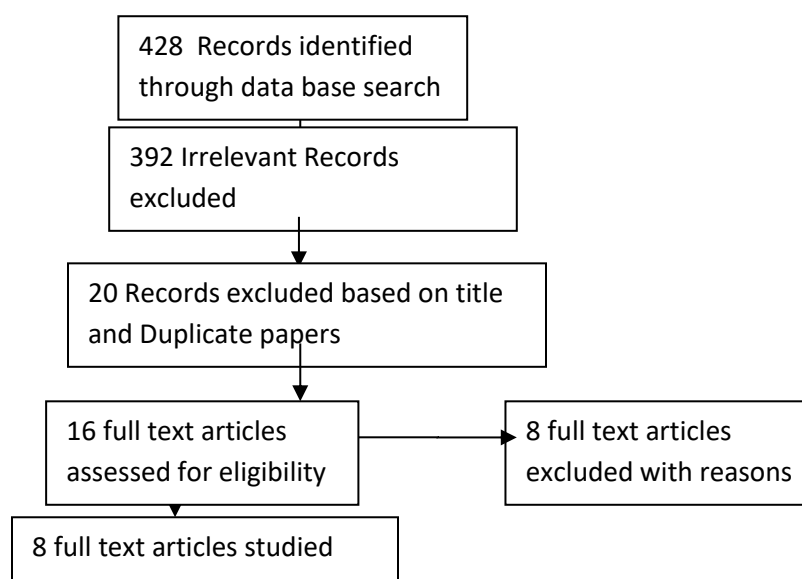 428  Records identified
through data base search
392 Irrelevant Records
excluded
20 Records excluded based on title
and Duplicate papers
16 full text articles
assessed for eligibility
8 full text articles
excluded with reasons
8 full text articles studied